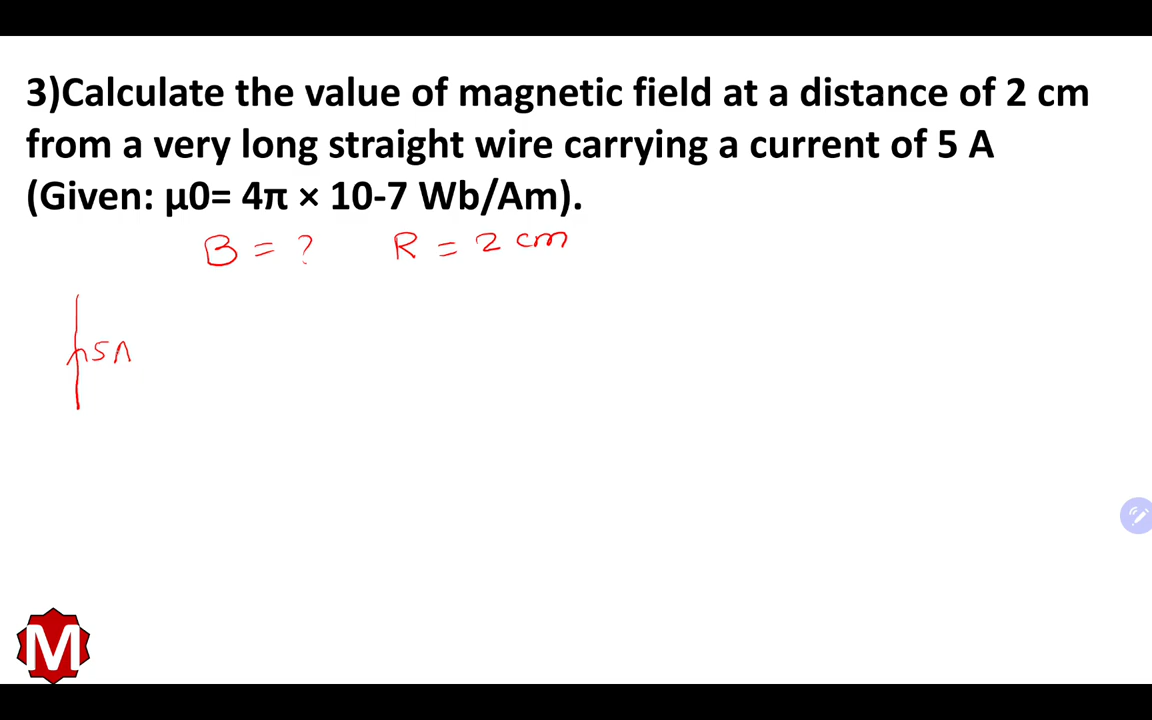 3)Calculate the value of magnetic field at a distance of 2 cm
from a very long straight wire carrying a current of 5 A
(Given: μ0= 4π × 10-7 Wb/Am).
B = ? R = 2 cm
5A
M